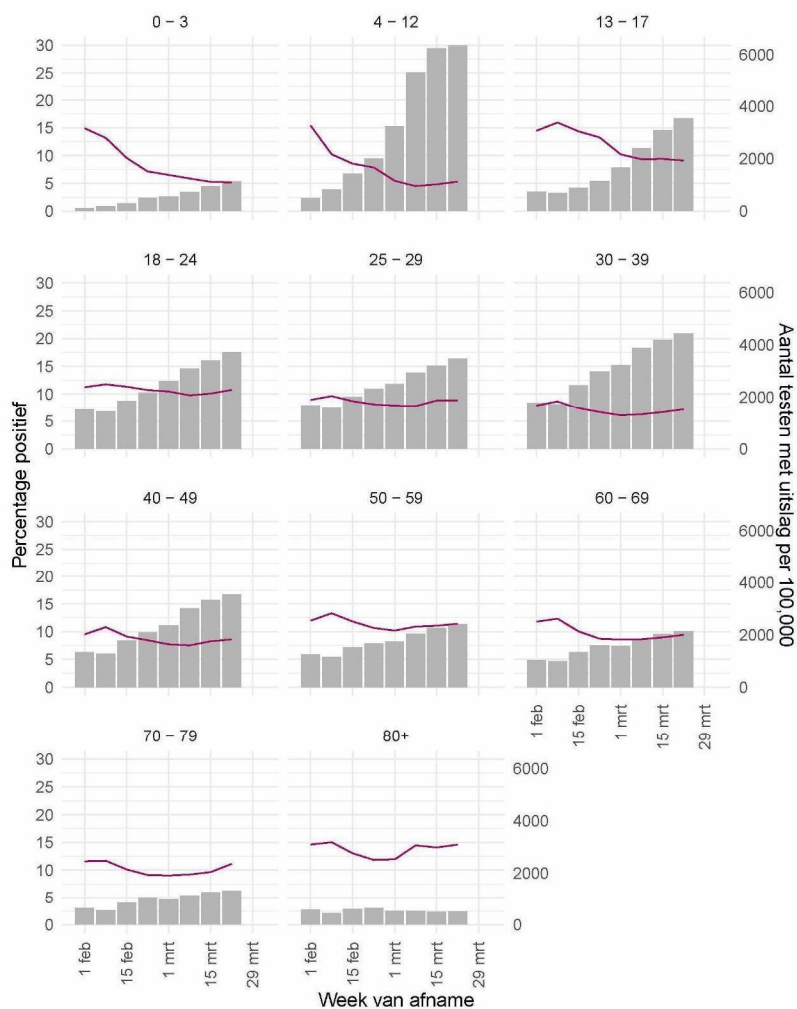 0 – 3
4 – 12
13 – 17
30
25
20
15
10
5
0
6000
4000
2000
0
18 – 24
25 – 29
30 – 39
30
25
20
15
10
5
0
6000
4000
2000
0
Percentage positief
Aantal testen met uitslag per 100,000
40 – 49
50 – 59
60 – 69
30
25
20
15
10
5
0
6000
4000
2000
0
1 feb
15 feb
1 mrt
15 mrt
29 mrt
70 – 79
80+
30
25
20
15
10
5
0
6000
4000
2000
0
1 feb
15 feb
1 mrt
15 mrt
29 mrt
1 feb
15 feb
1 mrt
15 mrt
29 mrt
Week van afname